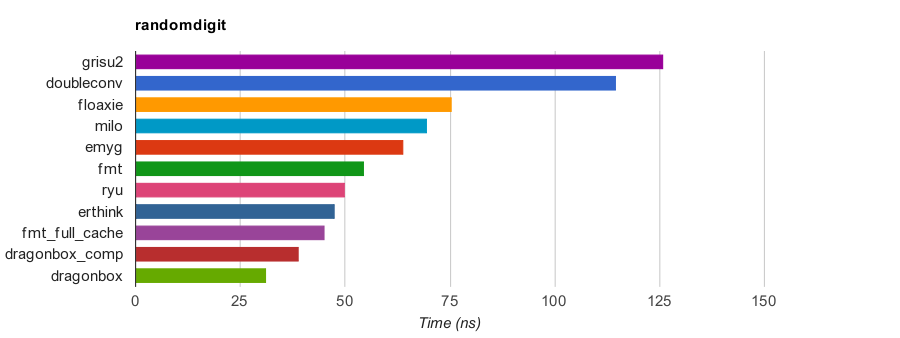 randomdigit
grisu2
doubleconv
floaxie
milo
emyg
fmt
ryu
erthink
fmt_full_cache
dragonbox_comp
dragonbox
0 25 50 75 100 125 150
Time (ns)